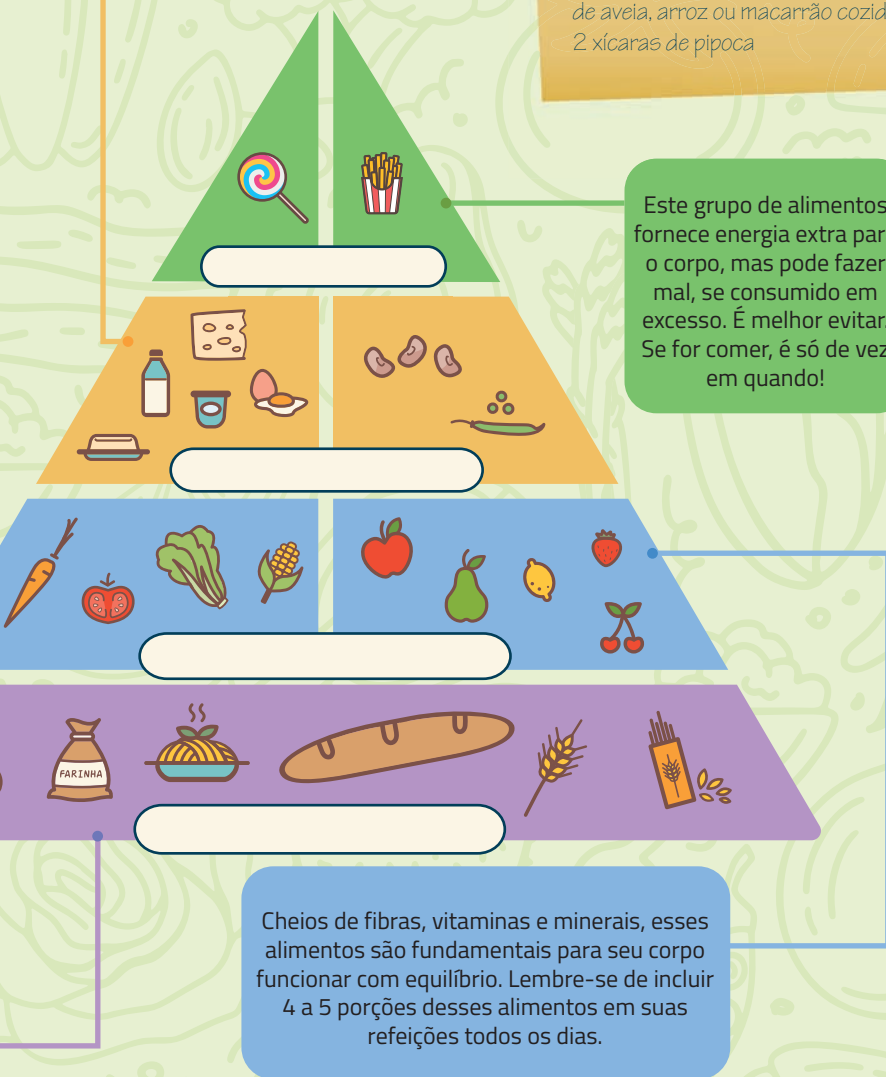 de aveia, arroz ou macarrão cozid
2 xícaras de pipoca
Este grupo de alimentos
fornece energia extra par
o corpo, mas pode fazer
mal, se consumido em
excesso. É melhor evitar.
Se for comer, é só de vez
em quando!
FARINHA
Cheios de fibras, vitaminas e minerais, esses
alimentos são fundamentais para seu corpo
funcionar com equilíbrio. Lembre-se de incluir
4 a 5 porções desses alimentos em suas
refeições todos os dias.